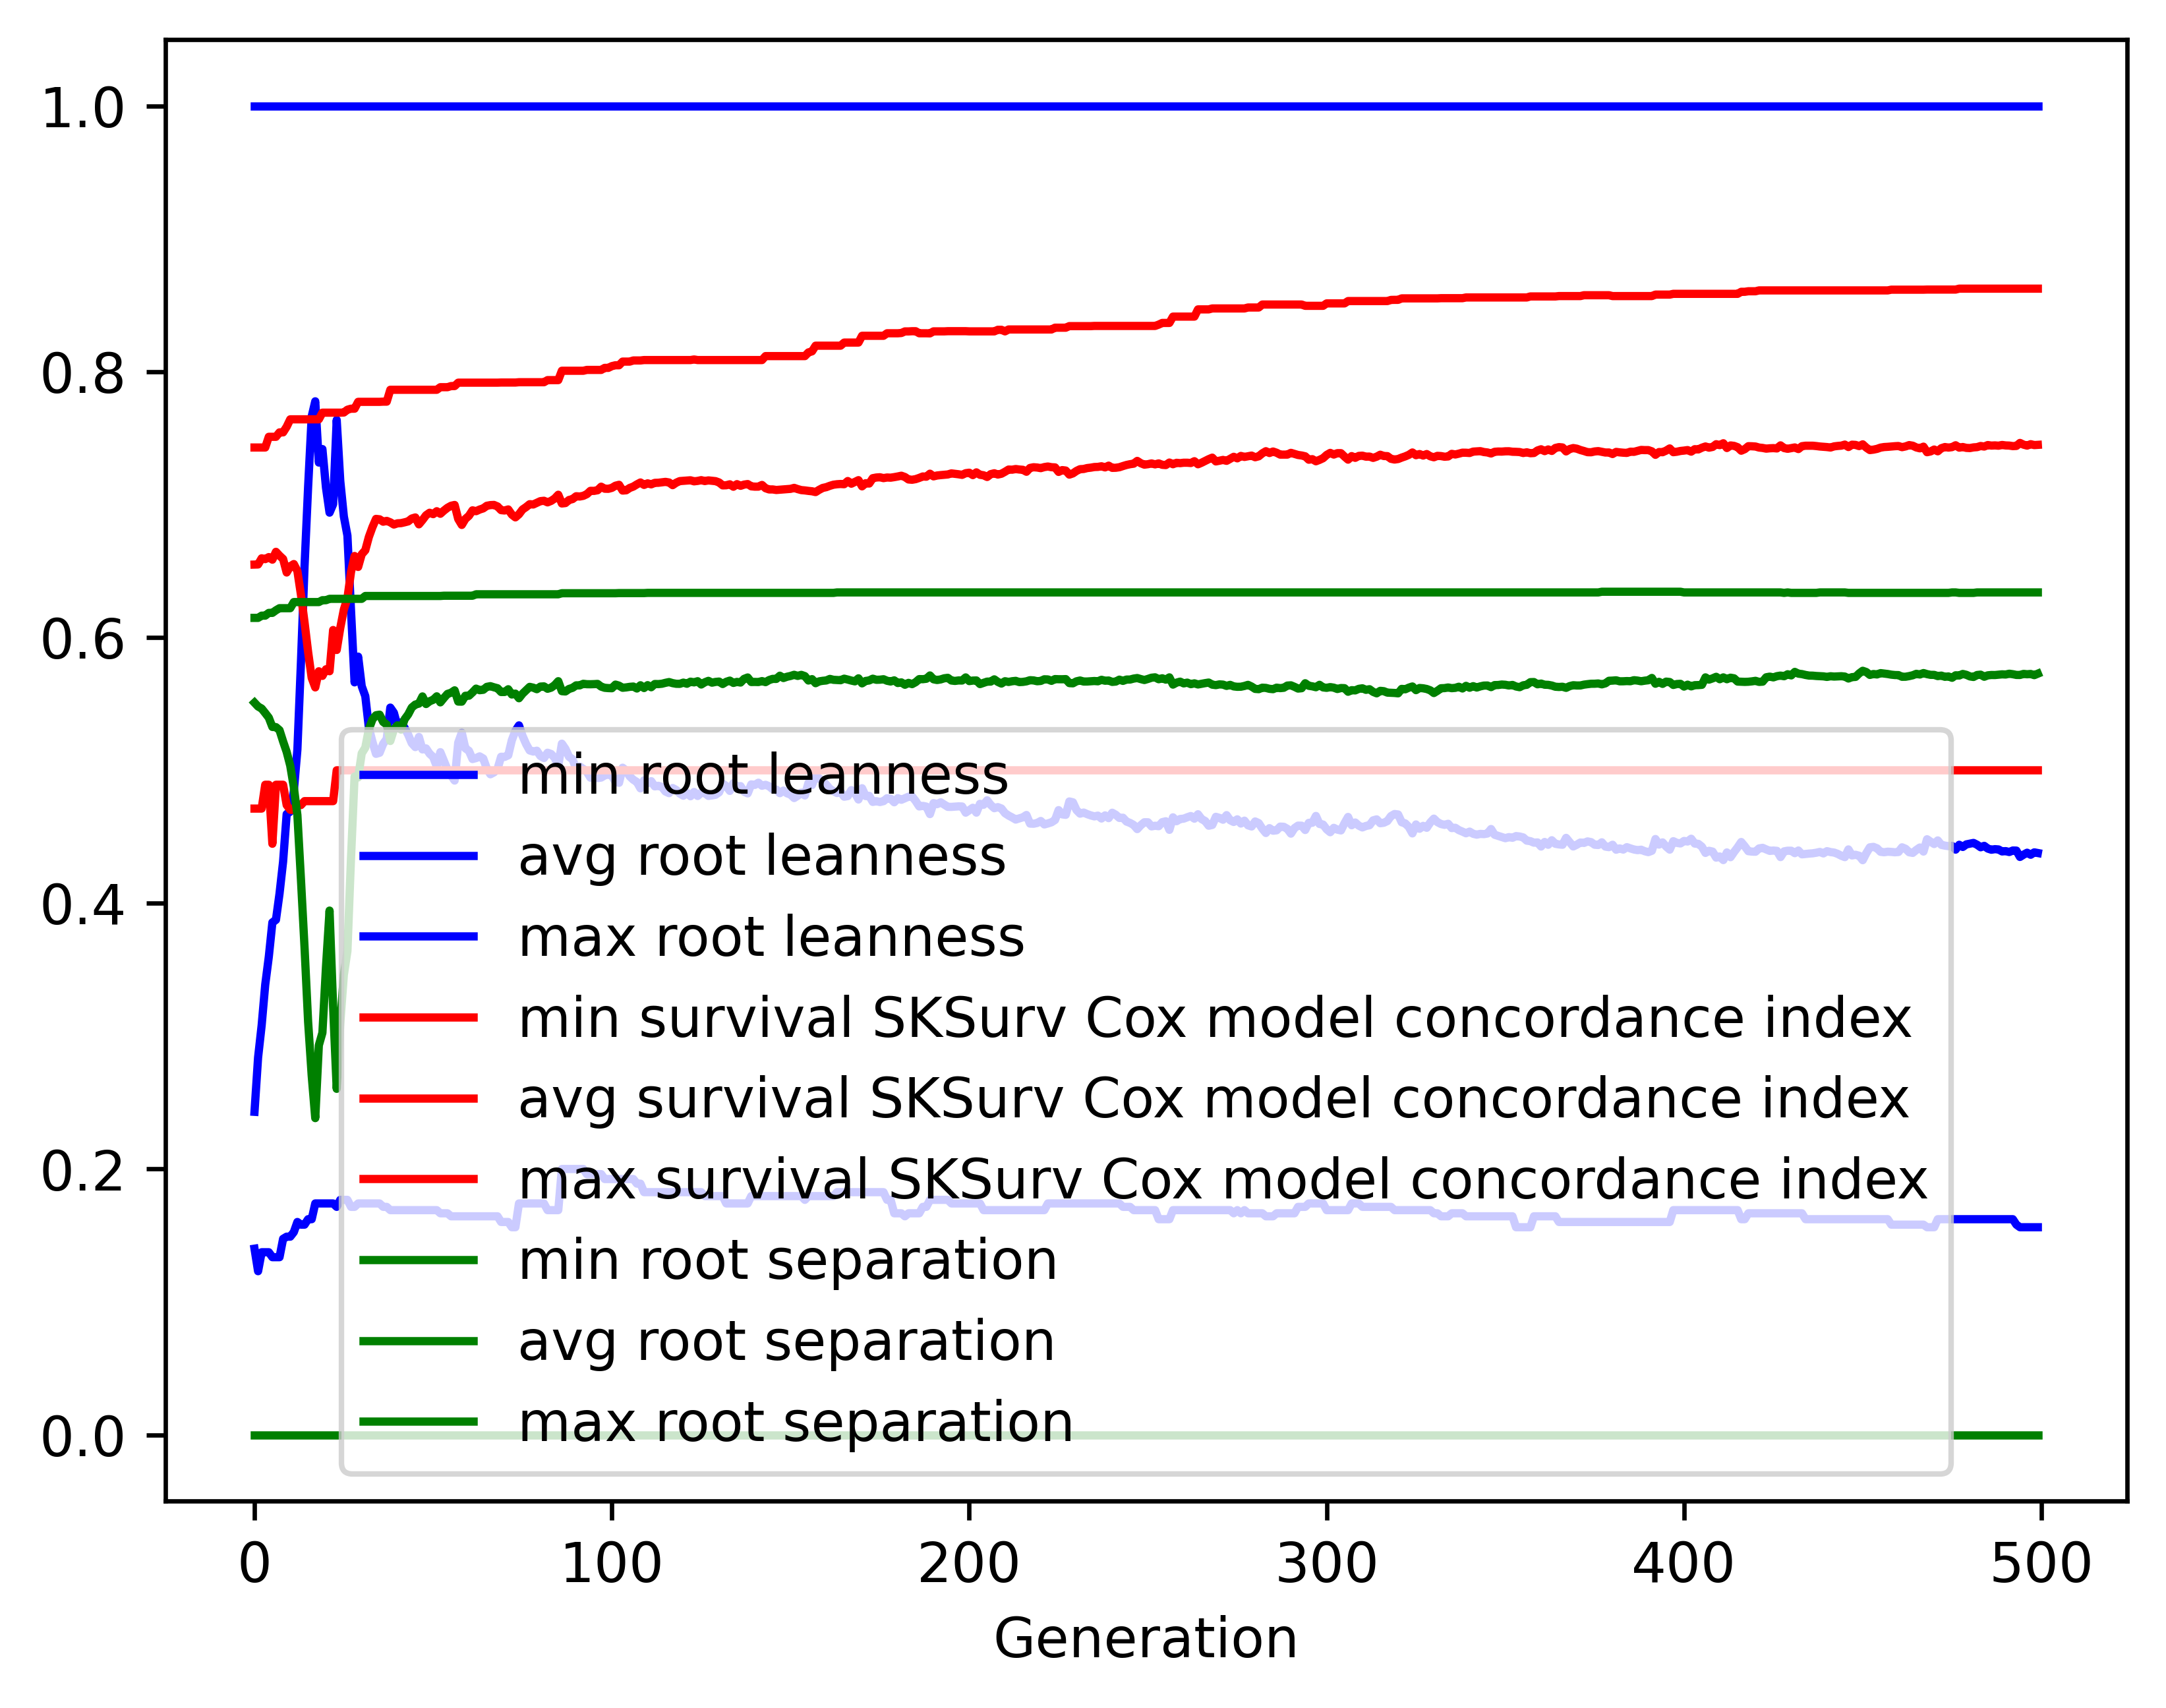 1.0
0.8
0.6
0.4
0.2
0.0
min root leanness
avg root leanness
max root leanness
min survival SKSurv Cox model concordance index
avg survival SKSurv Cox model concordance index
max survival SKSurv Cox model concordance index
min root separation
avg root separation
max root separation
0 100 200 300 400 500
Generation